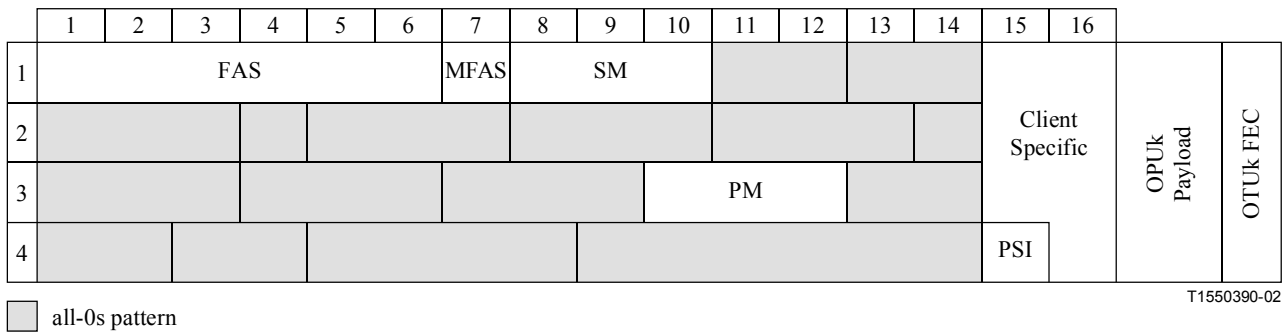 1 2 3 4 5 6 7 8 9 10 11 12 13 14 15 16
1 FAS MFAS SM
2
3 PM
4 PSI
Client
Specific
OPUk
Payload
OTUk FEC
T1550390-02
all-0s pattern